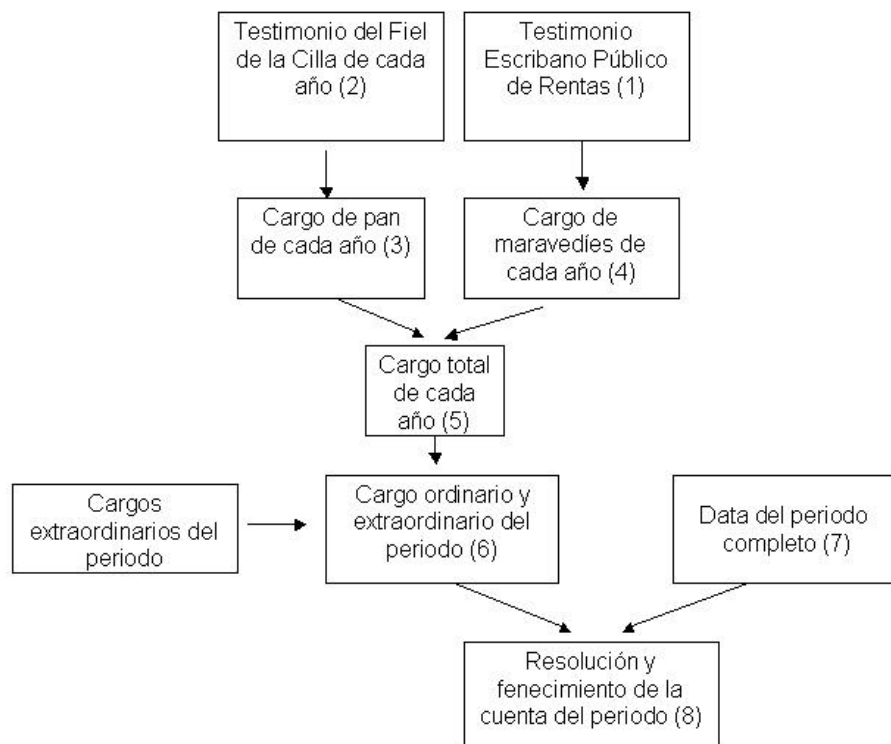 Testimonio del Fiel
de la Cilla de cada
año (2)
Testimonio
Escribano Público
de Rentas (1)
Cargo de pan
de cada año (3)
Cargo de
maravedíes de
cada año (4)
Cargo total
de cada
año (5)
Cargos
extraordinarios del
periodo
Cargo ordinario y
extraordinario del
periodo (6)
Data del periodo
completo (7)
Resolución y
fenecimiento de la
cuenta del periodo (8)